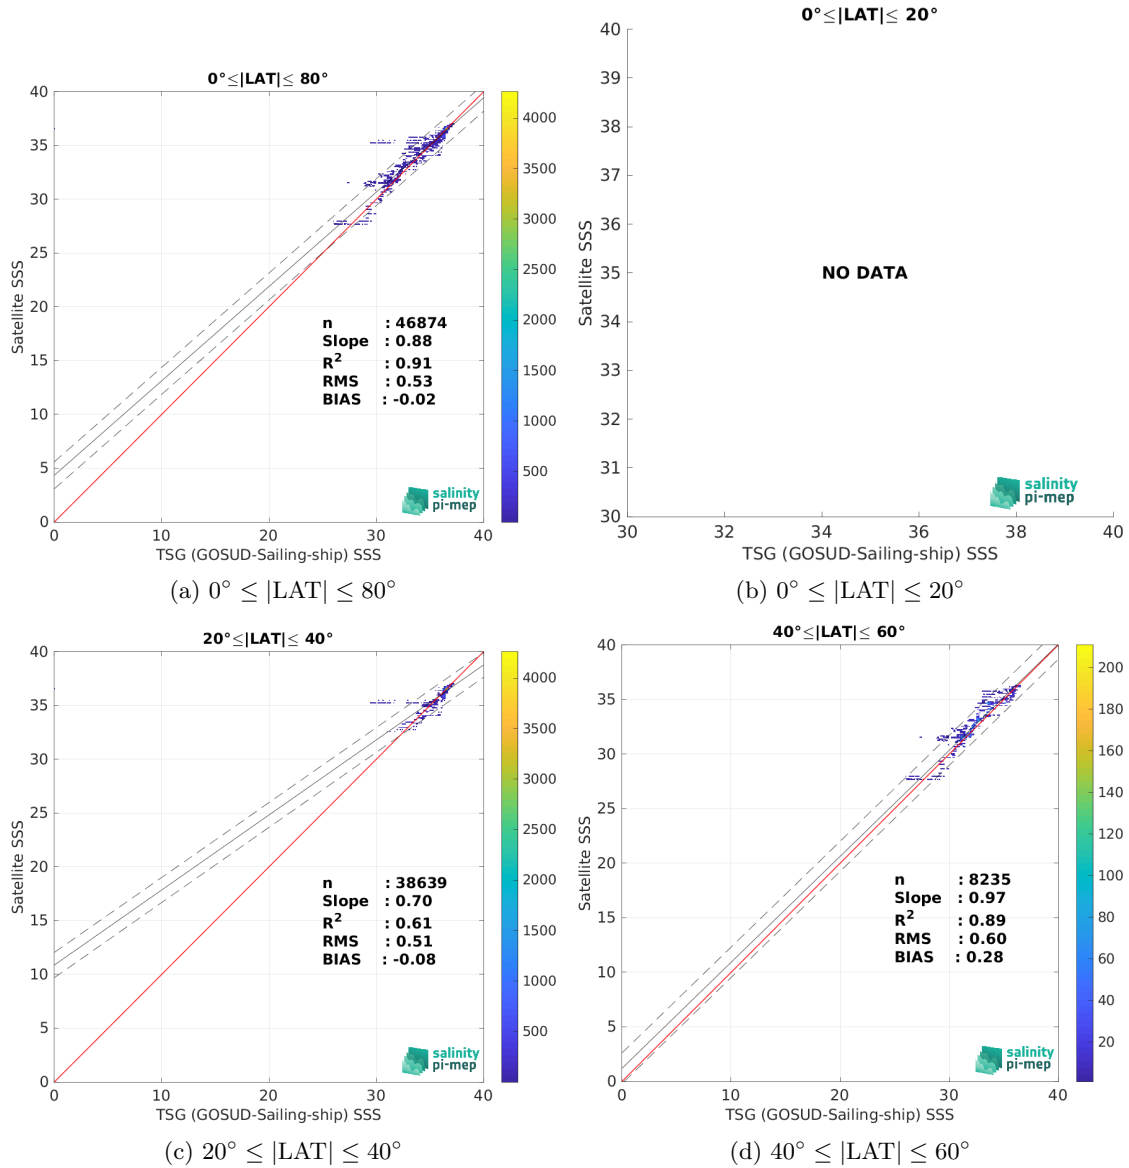 0°≤|LAT|≤ 80°
40
35
30
25
20
15
10
5
0
Satellite SSS
n : 46874
Slope : 0.88
R² : 0.91
RMS : 0.53
BIAS : -0.02
salinity
pi-mep
0 10 20 30 40
TSG (GOSUD-Sailing-ship) SSS
4000
3500
3000
2500
2000
1500
1000
500
(a) 0° ≤ |LAT| ≤ 80°
0°≤|LAT|≤ 20°
40
39
38
37
36
35
34
33
32
31
30
Satellite SSS
NO DATA
salinity
pi-mep
30 32 34 36 38 40
TSG (GOSUD-Sailing-ship) SSS
(b) 0° ≤ |LAT| ≤ 20°
20°≤|LAT|≤ 40°
40
35
30
25
20
15
10
5
0
Satellite SSS
n : 38639
Slope : 0.70
R² : 0.61
RMS : 0.51
BIAS : -0.08
salinity
pi-mep
0 10 20 30 40
TSG (GOSUD-Sailing-ship) SSS
4000
3500
3000
2500
2000
1500
1000
500
(c) 20° ≤ |LAT| ≤ 40°
40°≤|LAT|≤ 60°
40
35
30
25
20
15
10
5
0
Satellite SSS
n : 8235
Slope : 0.97
R² : 0.89
RMS : 0.60
BIAS : 0.28
salinity
pi-mep
0 10 20 30 40
TSG (GOSUD-Sailing-ship) SSS
200
180
160
140
120
100
80
60
40
20
(d) 40° ≤ |LAT| ≤ 60°